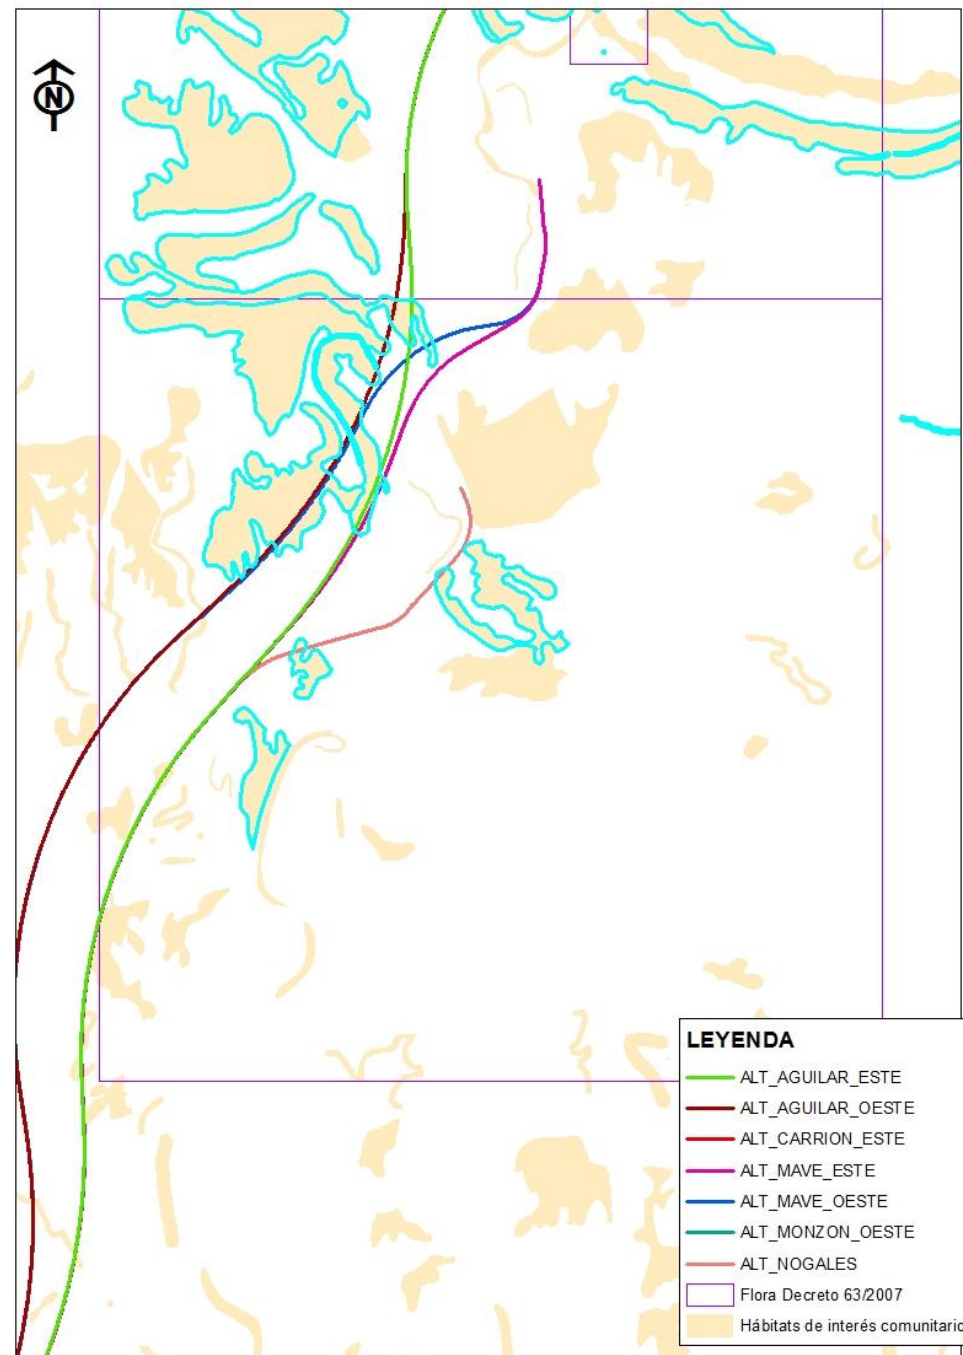 N
LEYENDA
ALT_AGUILAR_ESTE
ALT_AGUILAR_OESTE
ALT_CARRION_ESTE
ALT_MAVE_ESTE
ALT_MAVE_OESTE
ALT_MONZON_OESTE
ALT_NOGALES
Flora Decreto 63/2007
Hábitats de interés comunitario